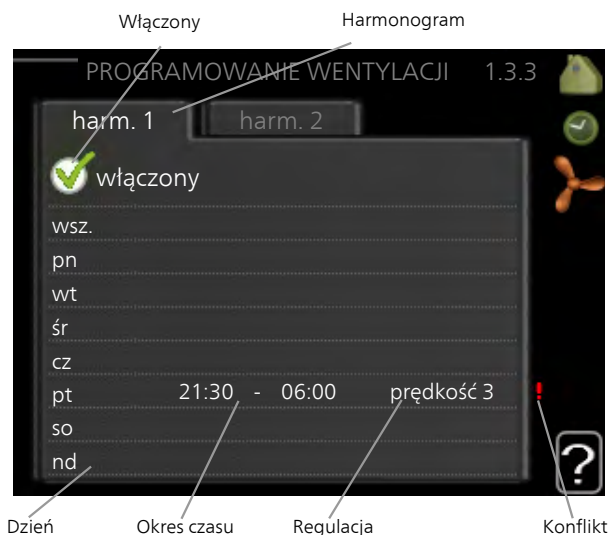 Włączony Harmonogram
PROGRAMOWANIE WENTYLACJI 1.3.3
harm. 1 harm. 2
włączony
wsz.
pn
wt
śr
cz
pt 21:30 - 06:00 prędkość 3 !
so
nd
?
Dzień Okres czasu Regulacja Konflikt